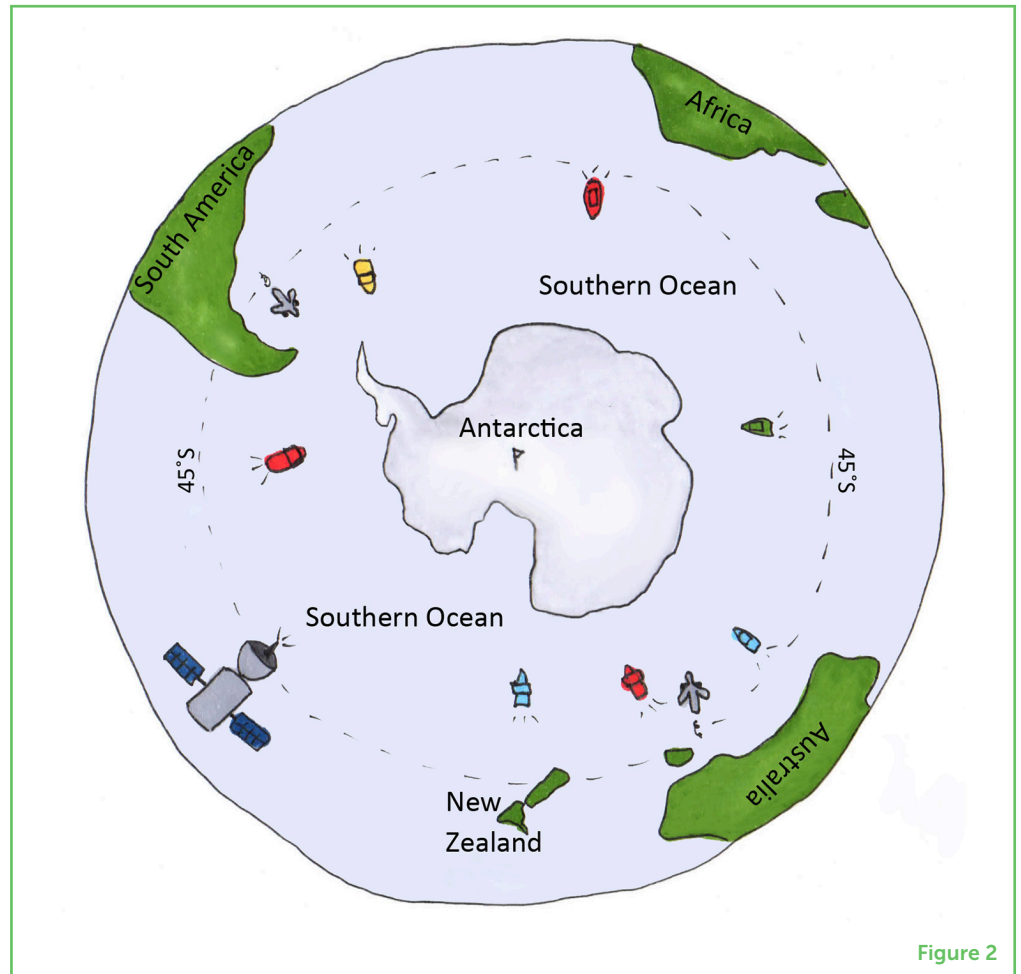 Africa
South America
Southern Ocean
Antarctica
45°S
45°S
Southern Ocean
Australia
New
Zealand
Figure 2